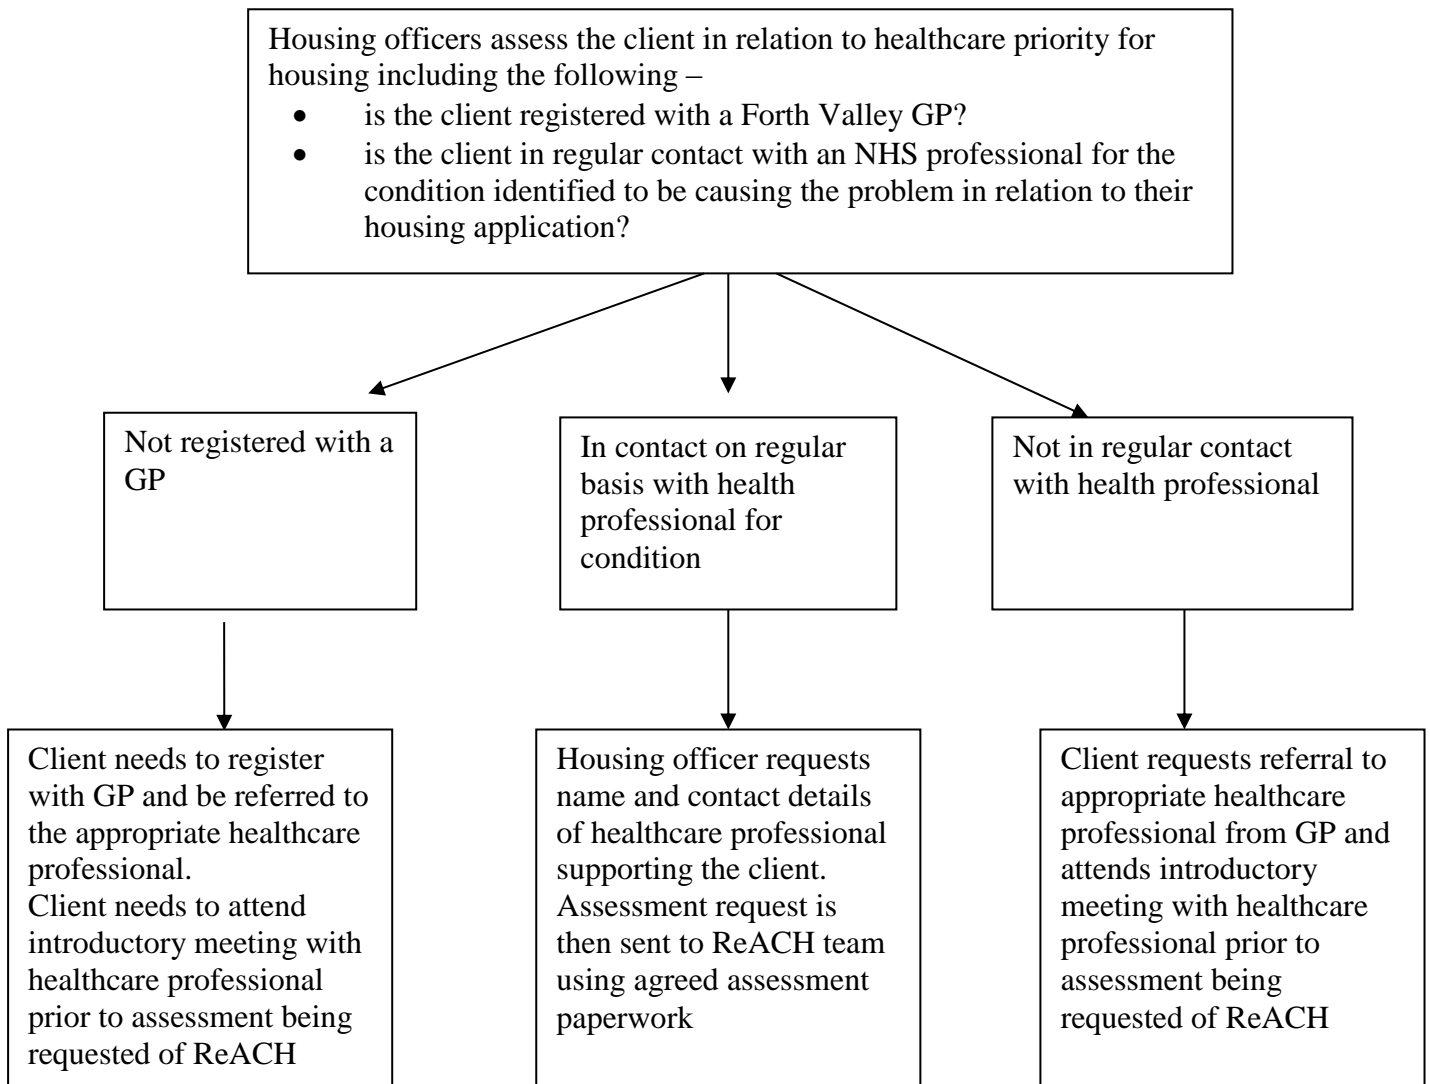 Housing officers assess the client in relation to healthcare priority for
housing including the following –
• is the client registered with a Forth Valley GP?
• is the client in regular contact with an NHS professional for the
condition identified to be causing the problem in relation to their
housing application?
Not registered with a
GP
In contact on regular
basis with health
professional for
condition
Not in regular contact
with health professional
Client needs to register
with GP and be referred to
the appropriate healthcare
professional.
Client needs to attend
introductory meeting with
healthcare professional
prior to assessment being
requested of ReACH
Housing officer requests
name and contact details
of healthcare professional
supporting the client.
Assessment request is
then sent to ReACH team
using agreed assessment
paperwork
Client requests referral to
appropriate healthcare
professional from GP and
attends introductory
meeting with healthcare
professional prior to
assessment being
requested of ReACH